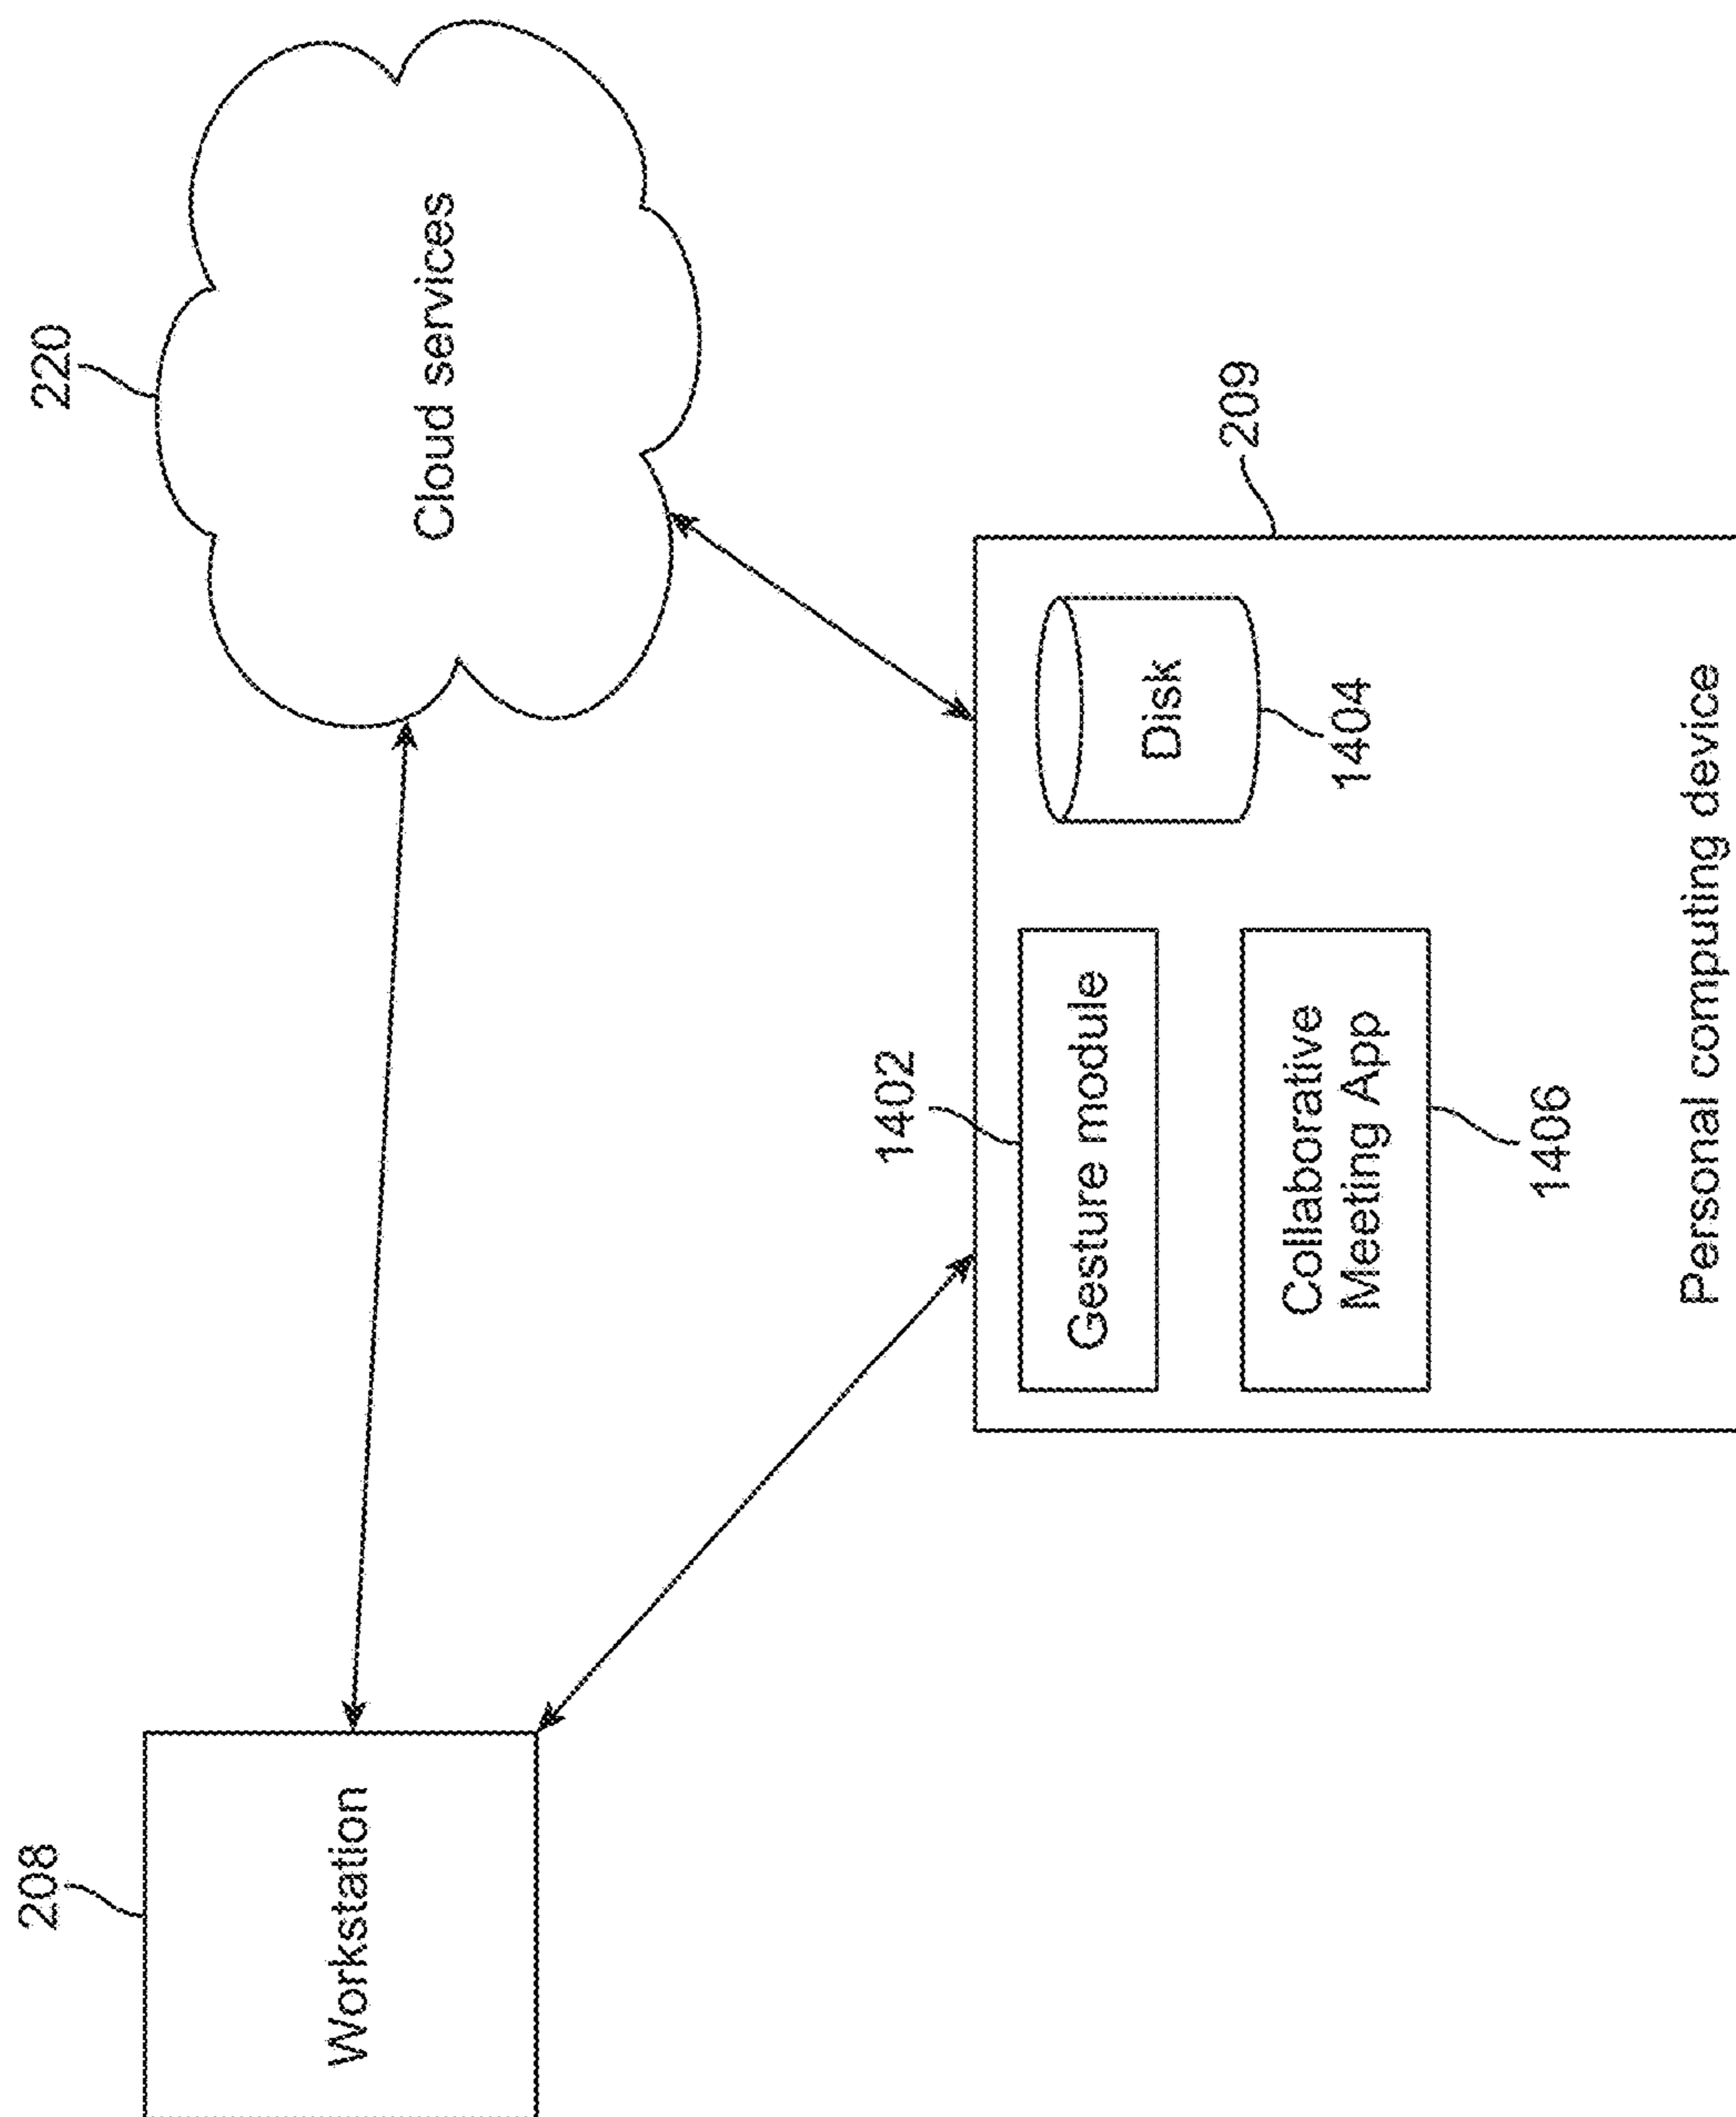 208
220
Workstation
Cloud services
1402
209
Gesture module
Disk
1404
Collaborative
Meeting App
1406
Personal computing device